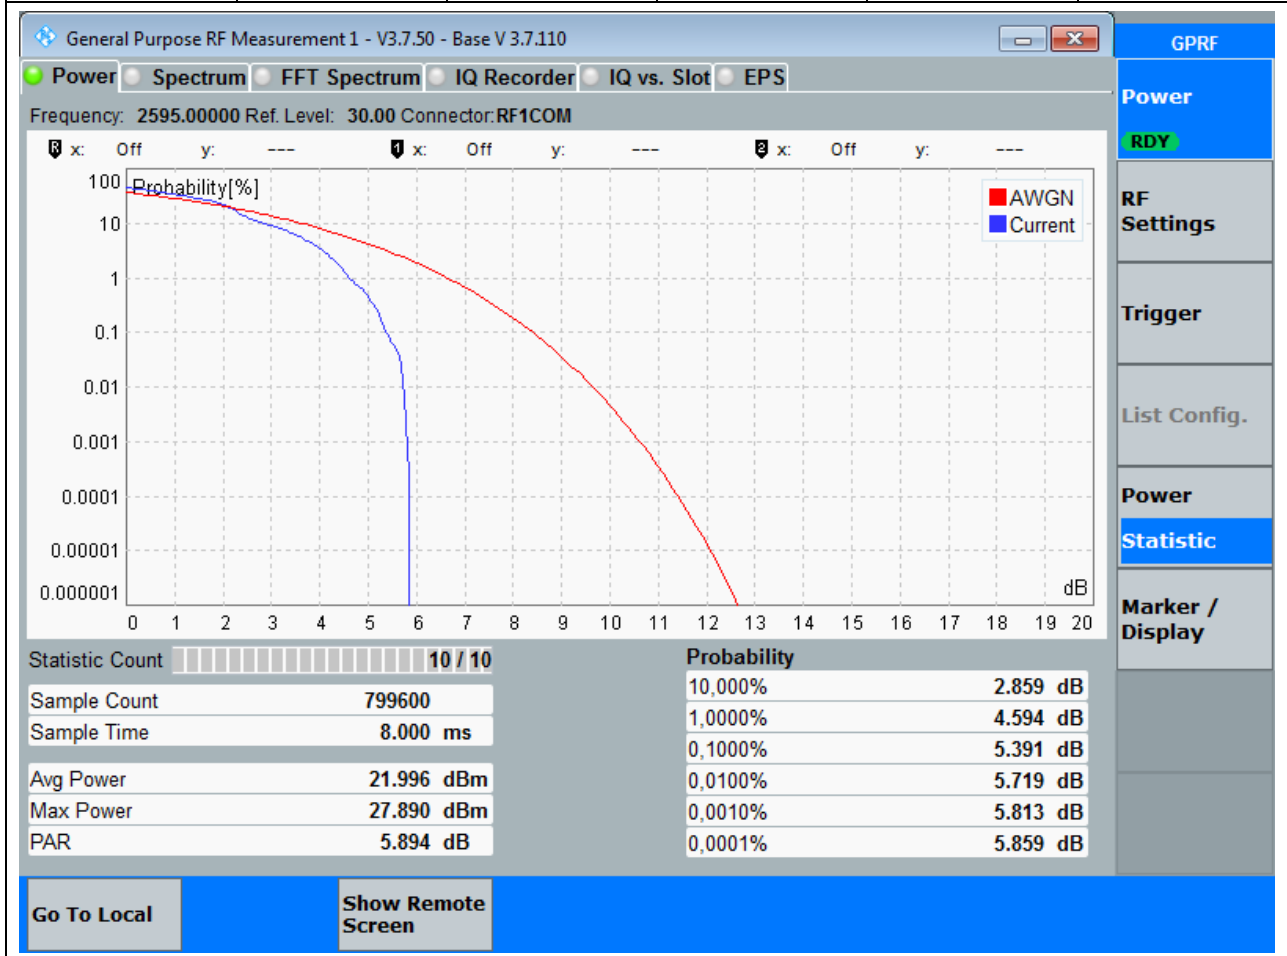 General Purpose RF Measurement 1 - V3.7.50 - Base V 3.7.110
GPRF
Power Spectrum FFT Spectrum IQ Recorder IQ vs. Slot EPS
Frequency: 2595.00000 Ref. Level: 30.00 Connector: RF1COM
R x: Off y: --- 1 x: Off y: --- 2 x: Off y: ---
Probability[%]
AWGN
Current
100
10
1
0.1
0.01
0.001
0.0001
0.00001
0.000001
dB
0 1 2 3 4 5 6 7 8 9 10 11 12 13 14 15 16 17 18 19 20
Statistic Count 10 / 10
Sample Count 799600
Sample Time 8.000 ms
Avg Power 21.996 dBm
Max Power 27.890 dBm
PAR 5.894 dB
Probability
10,000% 2.859 dB
1,0000% 4.594 dB
0,1000% 5.391 dB
0,0100% 5.719 dB
0,0010% 5.813 dB
0,0001% 5.859 dB
Power
RDY
RF
Settings
Trigger
List Config.
Power
Statistic
Marker /
Display
Go To Local
Show Remote
Screen